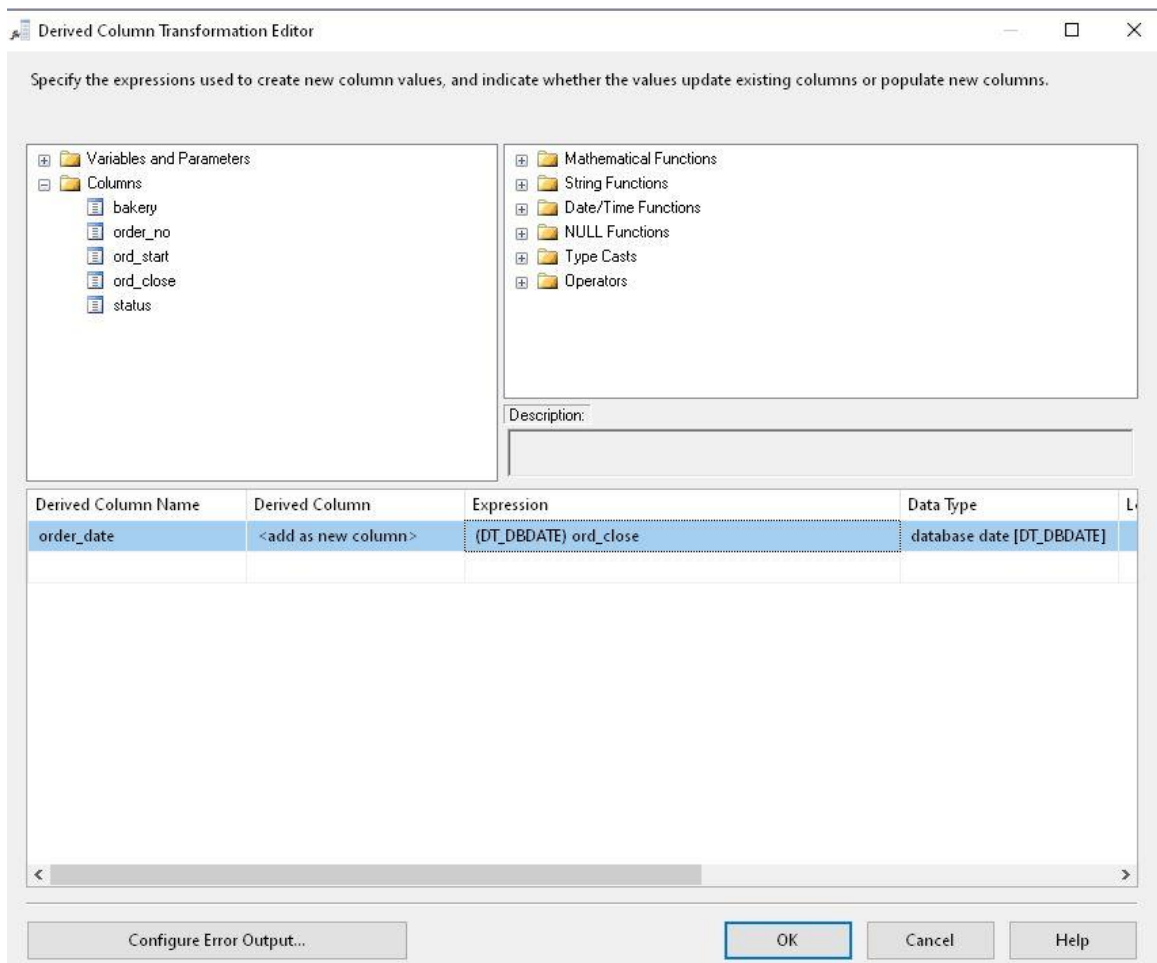 Derived Column Transformation Editor
Specify the expressions used to create new column values, and indicate whether the values update existing columns or populate new columns.
Variables and Parameters
Columns
bakery
order_no
ord_start
ord_close
status
Mathematical Functions
String Functions
Date/Time Functions
NULL Functions
Type Casts
Operators
Description:
Derived Column Name Derived Column Expression Data Type
order_date <add as new column> (DT_DBDATE) ord_close database date [DT_DBDATE]
Configure Error Output... OK Cancel Help